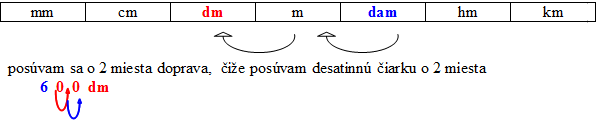 mm cm dm m dam hm km
posúvam sa o 2 miesta doprava, čiže posúvam desatinnú čiarku o 2 miesta
6 0 0 dm